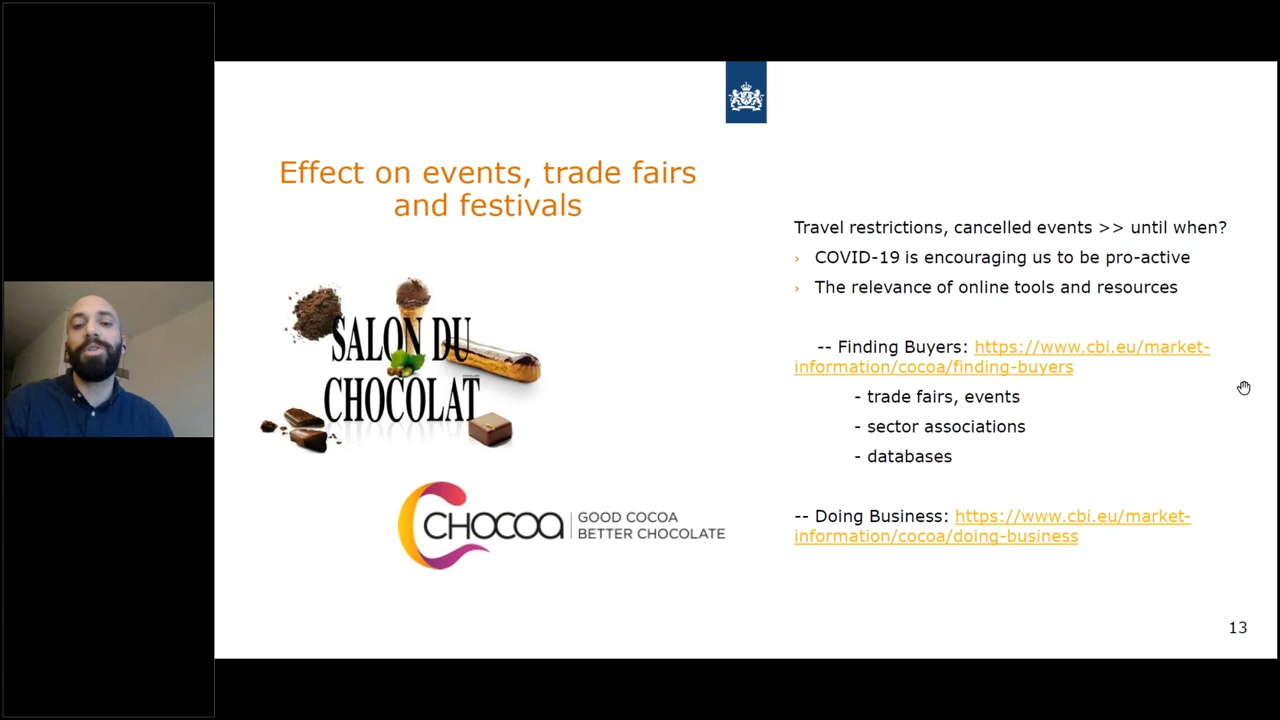 Effect on events, trade fairs
and festivals
SALON DU
CHOCOLAT
CHOCOA
GOOD COCOA
BETTER CHOCOLATE
Travel restrictions, cancelled events >> until when?
› COVID-19 is encouraging us to be pro-active
› The relevance of online tools and resources
-- Finding Buyers: https://www.cbi.eu/market-
information/cocoa/finding-buyers
- trade fairs, events
- sector associations
- databases
-- Doing Business: https://www.cbi.eu/market-
information/cocoa/doing-business
13